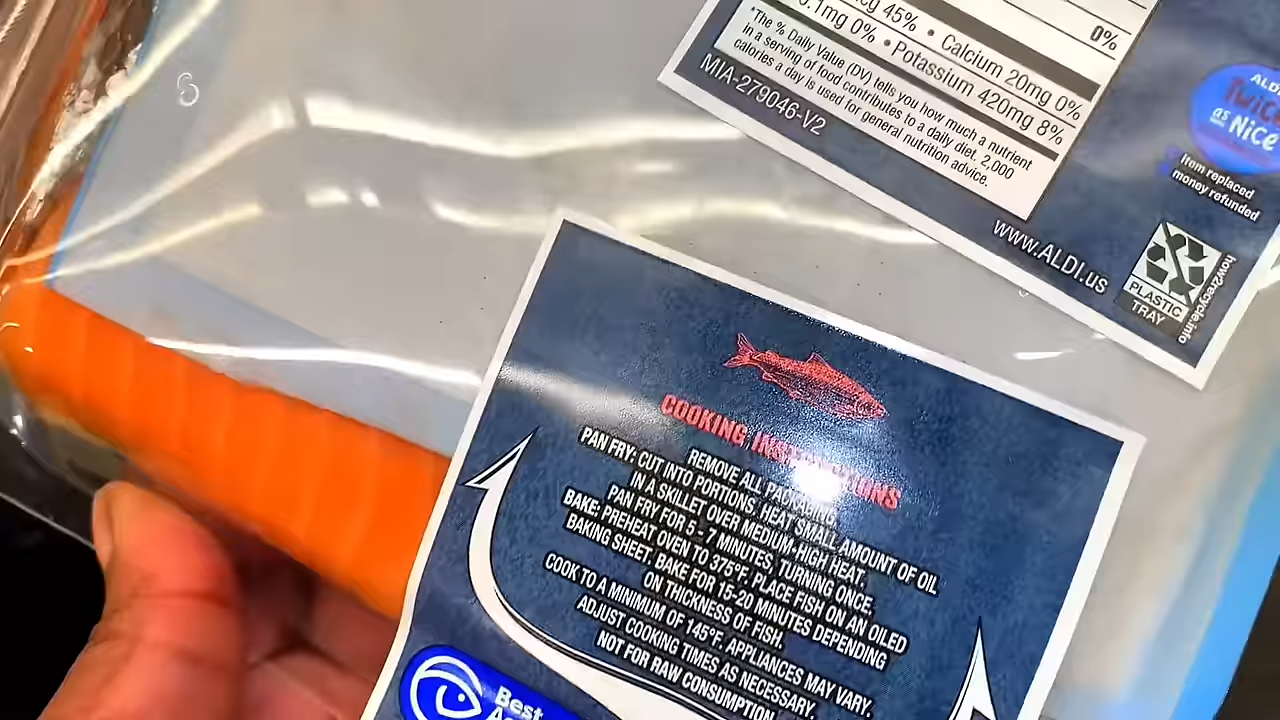 0%
45% • Calcium 20mg 0%
0.1mg 0% • Potassium 420mg 8%
*The % Daily Value (DV) tells you how much a nutrient
in a serving of food contributes to a daily diet. 2,000
calories a day is used for general nutrition advice.
MIA-279046-V2
ALDI
Twice
as Nice
Item replaced
money refunded
www.ALDI.us
PLASTIC
TRAY
how2recycle.info
COOKING INSTRUCTIONS
REMOVE ALL PACKAGING.
PAN FRY: CUT INTO PORTIONS, HEAT SMALL AMOUNT OF OIL
IN A SKILLET OVER MEDIUM-HIGH HEAT.
PAN FRY FOR 5 - 7 MINUTES, TURNING ONCE.
BAKE: PREHEAT OVEN TO 375°F. PLACE FISH ON AN OILED
BAKING SHEET, BAKE FOR 15-20 MINUTES DEPENDING
ON THICKNESS OF FISH.
COOK TO A MINIMUM OF 145°F. APPLIANCES MAY VARY.
ADJUST COOKING TIMES AS NECESSARY.
NOT FOR RAW CONSUMPTION
Best